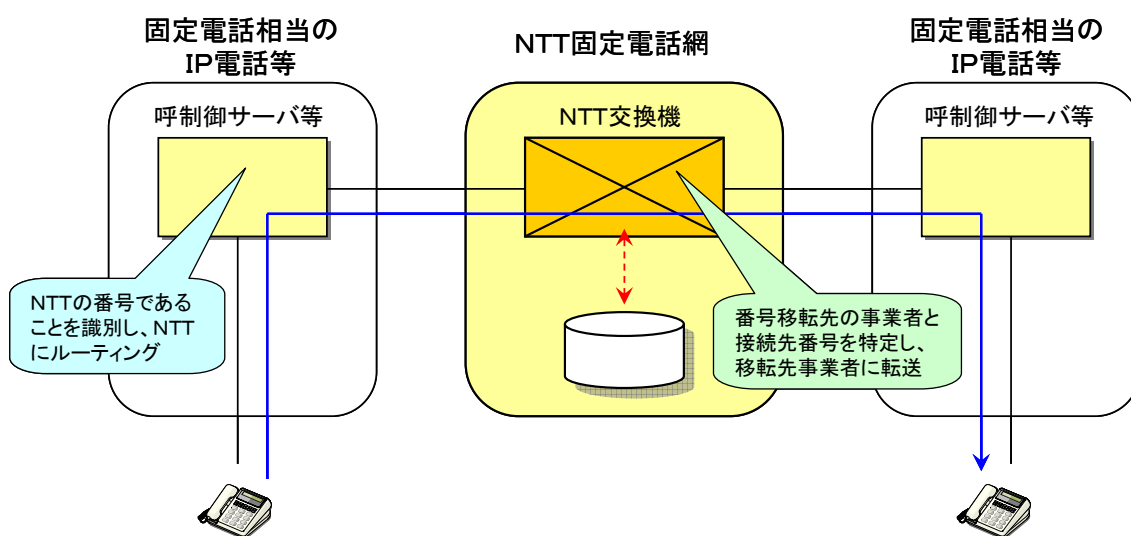 固定電話相当の
IP電話等
NTT固定電話網
固定電話相当の
IP電話等
呼制御サーバ等
NTT交換機
呼制御サーバ等
NTTの番号である
ことを識別し、NTT
にルーティング
番号移転先の事業者と
接続先番号を特定し、
移転先事業者に転送